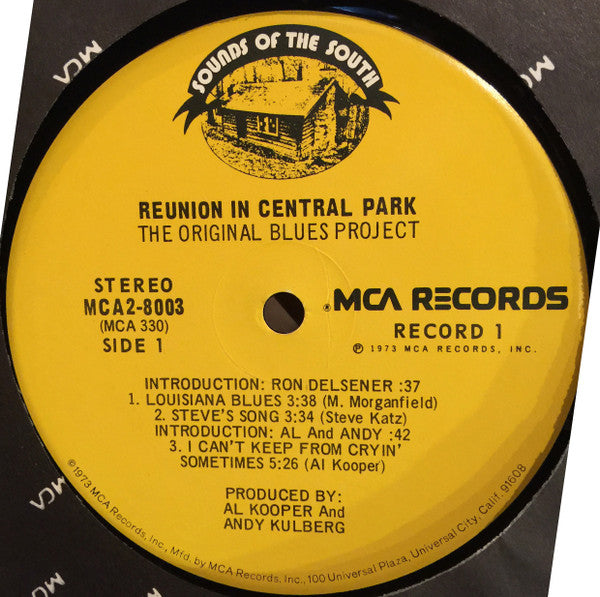 SOUNDS OF THE SOUTH
REUNION IN CENTRAL PARK
THE ORIGINAL BLUES PROJECT
STEREO
MCA2-8003
(MCA 330)
SIDE 1
® MCA RECORDS
RECORD 1
℗ 1973 MCA RECORDS, INC.
INTRODUCTION: RON DELSENER :37
1. LOUISIANA BLUES 3:38 (M. Morganfield)
2. STEVE'S SONG 3:34 (Steve Katz)
INTRODUCTION: AL And ANDY :42
3. I CAN'T KEEP FROM CRYIN'
SOMETIMES 5:26 (Al Kooper)
PRODUCED BY:
AL KOOPER And
ANDY KULBERG
©1973 MCA Records, Inc., Mfd. by MCA Records, Inc., 100 Universal Plaza, Universal City, Calif. 91608
MCA
MCA
MCA
MCA